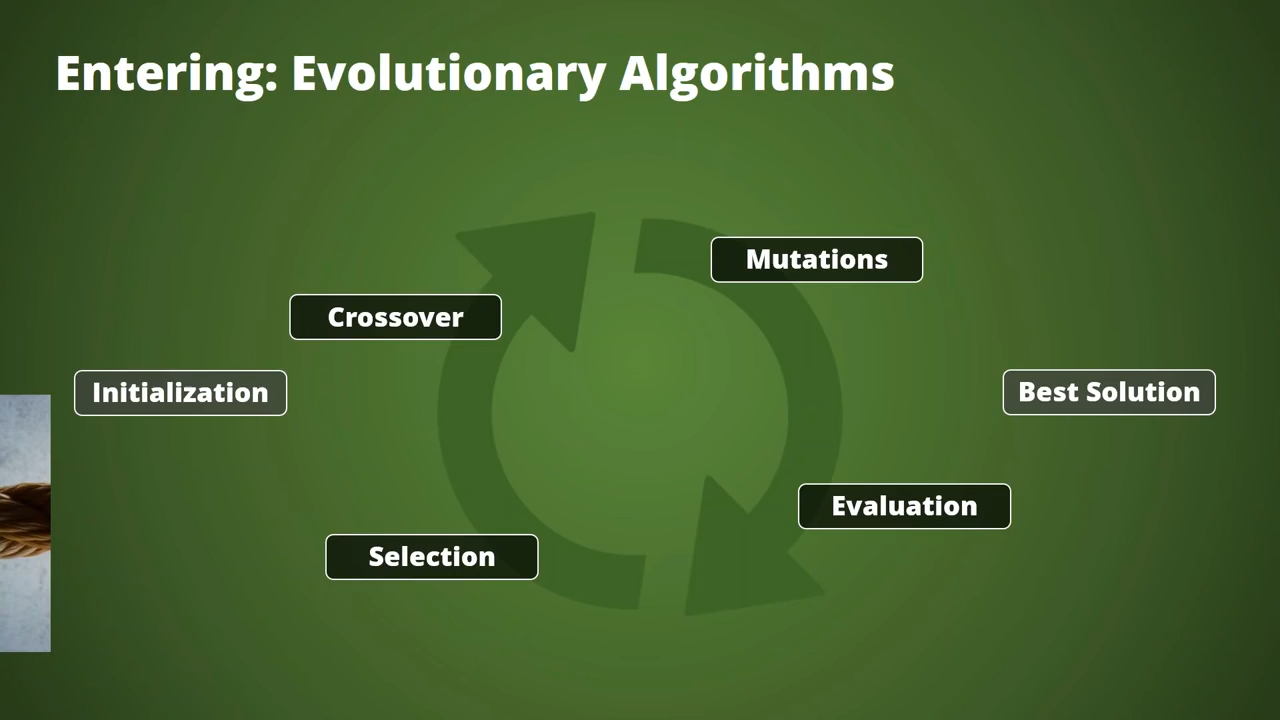 Entering: Evolutionary Algorithms
Mutations
Crossover
Initialization
Best Solution
Evaluation
Selection